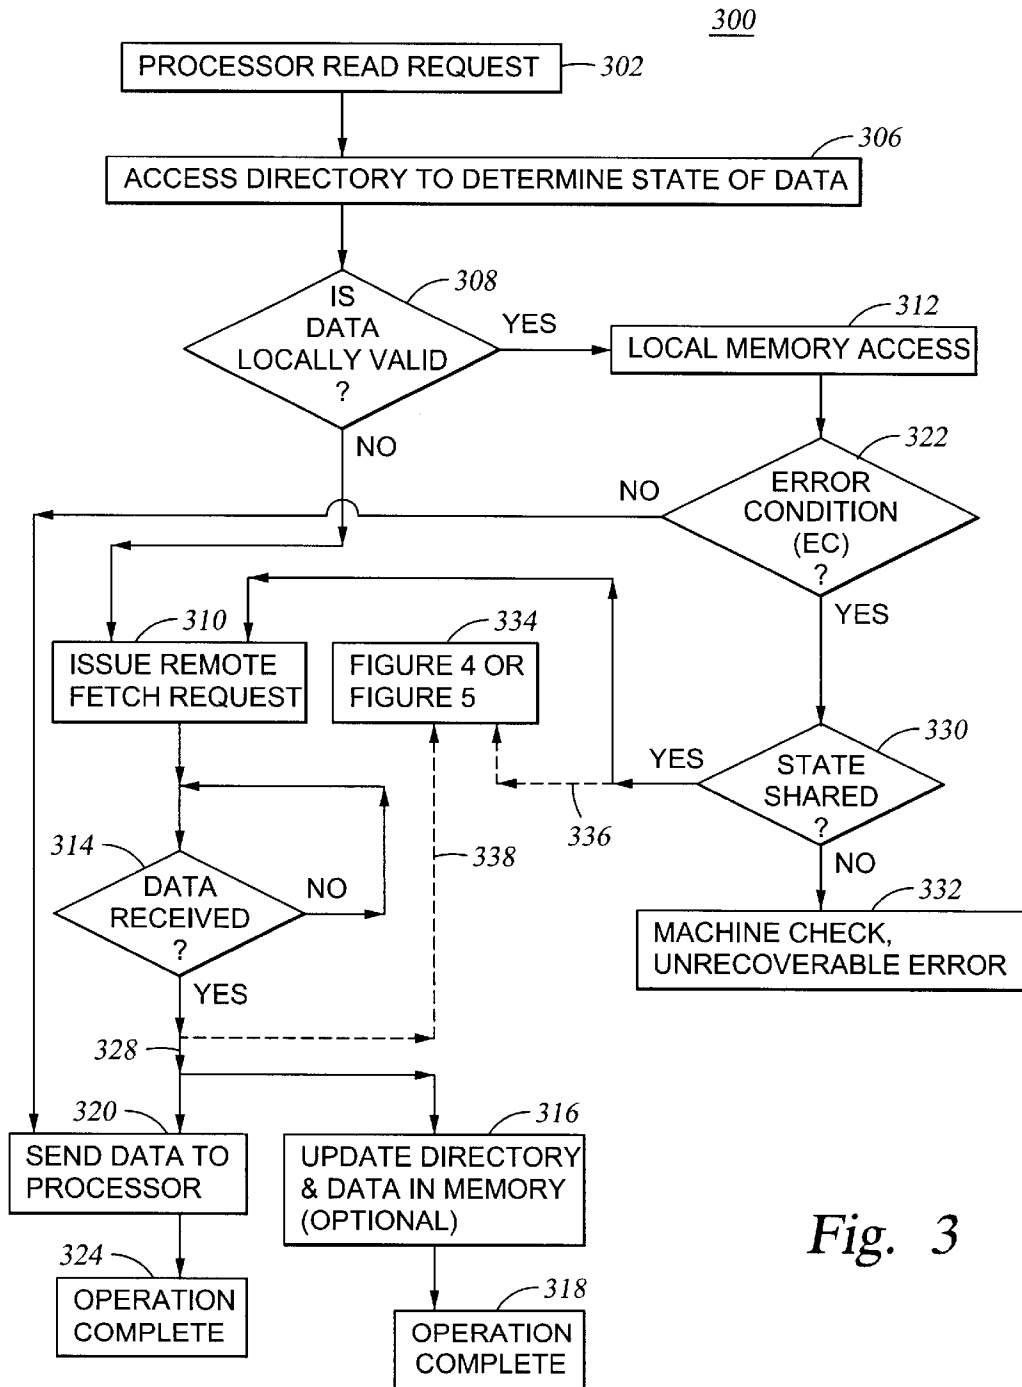 300
PROCESSOR READ REQUEST
302
306
ACCESS DIRECTORY TO DETERMINE STATE OF DATA
308
IS
DATA
LOCALLY VALID
?
YES
NO
312
LOCAL MEMORY ACCESS
322
ERROR
CONDITION
(EC)
?
NO
YES
310
ISSUE REMOTE
FETCH REQUEST
334
FIGURE 4 OR
FIGURE 5
330
STATE
SHARED
?
YES
NO
336
338
314
DATA
RECEIVED
?
NO
YES
332
MACHINE CHECK,
UNRECOVERABLE ERROR
328
320
SEND DATA TO
PROCESSOR
316
UPDATE DIRECTORY
& DATA IN MEMORY
(OPTIONAL)
324
OPERATION
COMPLETE
318
OPERATION
COMPLETE
Fig. 3